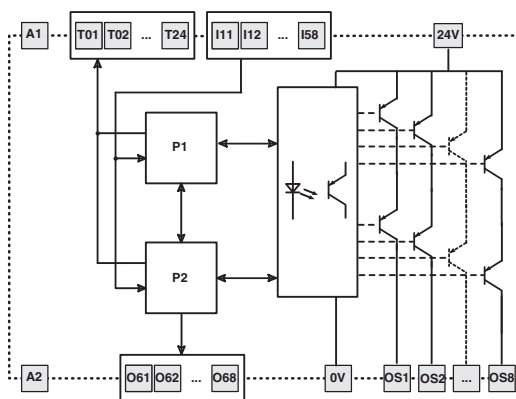 A1 T01 T02 ... T24 I11 I12 ... I58 24V
P1
P2
A2 O61 O62 ... O68 0V OS1 OS2 ... OS8